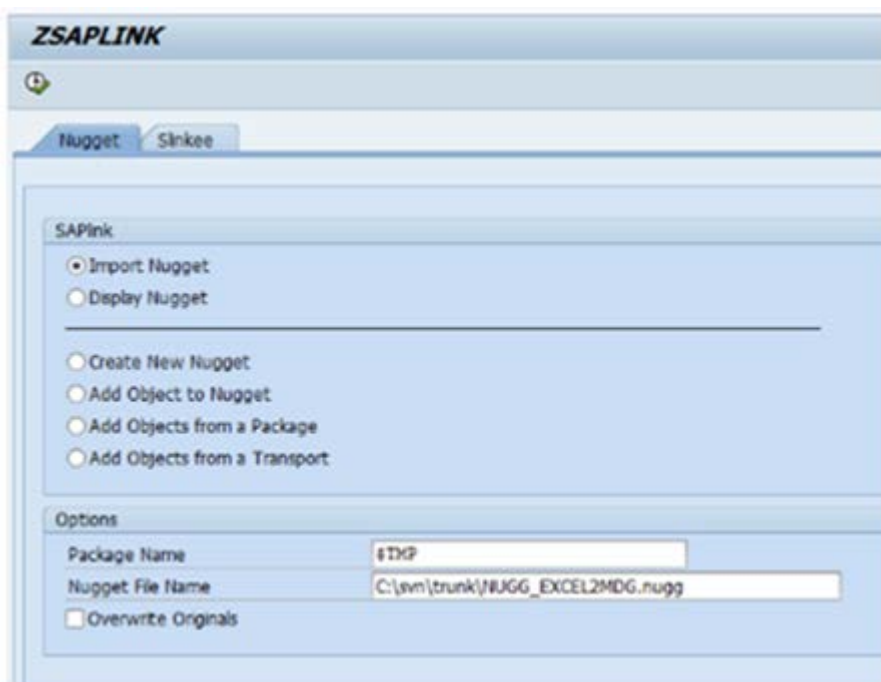 ZSAPLINK
Nugget Slinkee
SAPlink
Import Nugget
Display Nugget
Create New Nugget
Add Object to Nugget
Add Objects from a Package
Add Objects from a Transport
Options
Package Name $TMP
Nugget File Name C:\svn\trunk\NUGG_EXCEL2MDG.nugg
Overwrite Originals